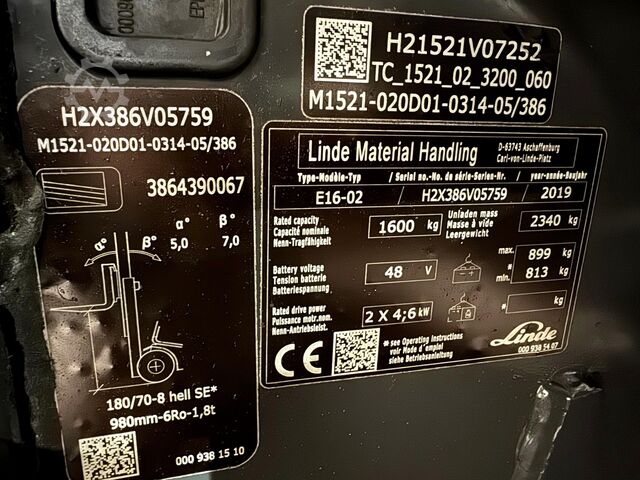 0009
EP
H21521V07252
TC_1521_02_3200_060
M1521-020D01-0314-05/386
H2X386V05759
M1521-020D01-0314-05/386
3864390067
α° β°
5,0 7,0
α° β°
180/70-8 hell SE*
980mm-6Ro-1,8t
000 938 15 10
Linde Material Handling
D-63743 Aschaffenburg
Carl-von-Linde-Platz
Type-Modèle-Typ / Serial no.-No. de série-Serien-Nr. / year-année-Baujahr
E16-02 / H2X386V05759 / 2019
Rated capacity
Capacité nominale
Nenn-Tragfähigkeit
1600 kg
Unladen mass
Masse à vide
Leergewicht
2340 kg
Battery voltage
Tension batterie
Batteriespannung
48 V
max. 899 kg
* min. 813 kg
Rated drive power
Puissance motr.nom.
Nenn-Antriebsleist.
2 X 4;6 kW
* kg
CE
*see Operating Instructions
voir Mode d'emploi
siehe Betriebsanleitung
Linde
000 938 54 07